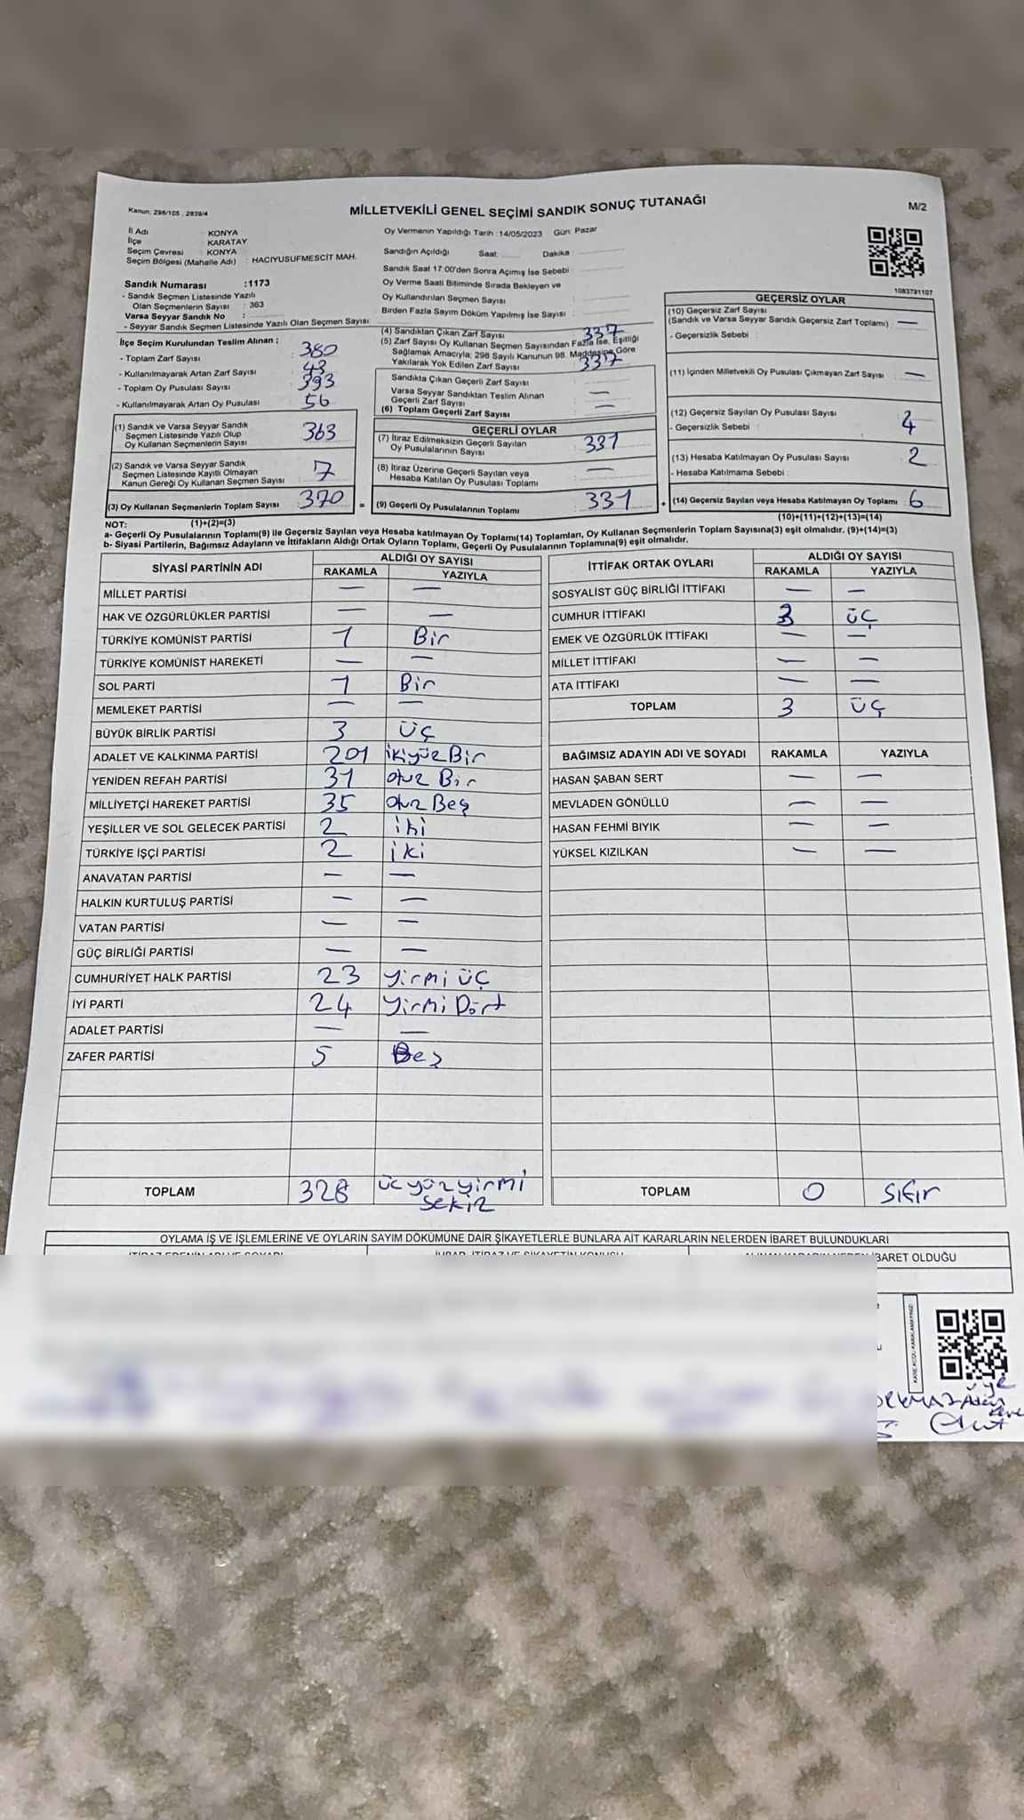 Kanun: 298/105, 2839/4
MİLLETVEKİLİ GENEL SEÇİMİ SANDIK SONUÇ TUTANAĞI
M/2
İl Adı KONYA
İlçe KARATAY
Seçim Çevresi KONYA
Seçim Bölgesi (Mahalle Adı) : HACIYUSUFMESCİT MAH.
Oy Vermenin Yapıldığı Tarih :14/05/2023 Gün: Pazar
Sandığın Açıldığı Saat: Dakika :
Sandık Saat 17:00'den Sonra Açılmış İse Sebebi
Oy Verme Saati Bitiminde Sırada Bekleyen ve
Oy Kullandırılan Seçmen Sayısı
Birden Fazla Sayım Döküm Yapılmış İse Sayısı :
1083791107
Sandık Numarası :1173
- Sandık Seçmen Listesinde Yazılı
Olan Seçmenlerin Sayısı : 363
Varsa Seyyar Sandık No :
- Seyyar Sandık Seçmen Listesinde Yazılı Olan Seçmen Sayısı
İlçe Seçim Kurulundan Teslim Alınan ;
- Toplam Zarf Sayısı 380
- Kullanılmayarak Artan Zarf Sayısı 43
- Toplam Oy Pusulası Sayısı 393
- Kullanılmayarak Artan Oy Pusulası 56
(1) Sandık ve Varsa Seyyar Sandık
Seçmen Listesinde Yazılı Olup
Oy Kullanan Seçmenlerin Sayısı 363
(2) Sandık ve Varsa Seyyar Sandık
Seçmen Listesinde Kayıtlı Olmayan
Kanun Gereği Oy Kullanan Seçmen Sayısı 7
(3) Oy Kullanan Seçmenlerin Toplam Sayısı 370 =
(4) Sandıktan Çıkan Zarf Sayısı 337
(5) Zarf Sayısı Oy Kullanan Seçmen Sayısından Fazla ise, Eşitliği
Sağlamak Amacıyla; 298 Sayılı Kanunun 98. Maddesine Göre
Yakılarak Yok Edilen Zarf Sayısı 337
Sandıkta Çıkan Geçerli Zarf Sayısı —
Varsa Seyyar Sandıktan Teslim Alınan
Geçerli Zarf Sayısı —
(6) Toplam Geçerli Zarf Sayısı —
GEÇERLİ OYLAR
(7) İtiraz Edilmeksizin Geçerli Sayılan
Oy Pusulasının Sayısı 331
(8) İtiraz Üzerine Geçerli Sayılan veya
Hesaba Katılan Oy Pusulası Toplamı —
(9) Geçerli Oy Pusulalarının Toplamı 331 +
GEÇERSİZ OYLAR
(10) Geçersiz Zarf Sayısı
(Sandık ve Varsa Seyyar Sandık Geçersiz Zarf Toplamı) —
- Geçersizlik Sebebi
(11) İçinden Milletvekili Oy Pusulası Çıkmayan Zarf Sayısı —
(12) Geçersiz Sayılan Oy Pusulası Sayısı 4
- Geçersizlik Sebebi
(13) Hesaba Katılmayan Oy Pusulası Sayısı 2
- Hesaba Katılmama Sebebi :
(14) Geçersiz Sayılan veya Hesaba Katılmayan Oy Toplamı 6
NOT: (1)+(2)=(3)
(10)+(11)+(12)+(13)=(14)
a- Geçerli Oy Pusulalarının Toplamı(9) ile Geçersiz Sayılan veya Hesaba katılmayan Oy Toplamı(14) Toplamları, Oy Kullanan Seçmenlerin Toplam Sayısına(3) eşit olmalıdır. (9)+(14)=(3)
b- Siyasi Partilerin, Bağımsız Adayların ve İttifakların Aldığı Ortak Oyların Toplamı, Geçerli Oy Pusulalarının Toplamına(9) eşit olmalıdır.
SİYASİ PARTİNİN ADI ALDIĞI OY SAYISI
RAKAMLA YAZIYLA
MİLLET PARTİSİ — —
HAK VE ÖZGÜRLÜKLER PARTİSİ — —
TÜRKİYE KOMÜNİST PARTİSİ 1 Bir
TÜRKİYE KOMÜNİST HAREKETİ — —
SOL PARTİ 1 Bir
MEMLEKET PARTİSİ — —
BÜYÜK BİRLİK PARTİSİ 3 üç
ADALET VE KALKINMA PARTİSİ 201 ikiyüz Bir
YENİDEN REFAH PARTİSİ 31 otuz Bir
MİLLİYETÇİ HAREKET PARTİSİ 35 otuz Beş
YEŞİLLER VE SOL GELECEK PARTİSİ 2 iki
TÜRKİYE İŞÇİ PARTİSİ 2 iki
ANAVATAN PARTİSİ — —
HALKIN KURTULUŞ PARTİSİ — —
VATAN PARTİSİ — —
GÜÇ BİRLİĞİ PARTİSİ — —
CUMHURİYET HALK PARTİSİ 23 Yirmi üç
İYİ PARTİ 24 Yirmi Dört
ADALET PARTİSİ — —
ZAFER PARTİSİ 5 Beş
TOPLAM 328 üçyüzyirmi
sekiz
İTTİFAK ORTAK OYLARI ALDIĞI OY SAYISI
RAKAMLA YAZIYLA
SOSYALİST GÜÇ BİRLİĞİ İTTİFAKI — —
CUMHUR İTTİFAKI 3 üç
EMEK VE ÖZGÜRLÜK İTTİFAKI — —
MİLLET İTTİFAKI — —
ATA İTTİFAKI — —
TOPLAM 3 üç
BAĞIMSIZ ADAYIN ADI VE SOYADI RAKAMLA YAZIYLA
HASAN ŞABAN SERT — —
MEVLADEN GÖNÜLLÜ — —
HASAN FEHMİ BIYIK — —
YÜKSEL KIZILKAN — —
TOPLAM 0 sıfır
OYLAMA İŞ VE İŞLEMLERİNE VE OYLARIN SAYIM DÖKÜMÜNE DAİR ŞİKAYETLERLE BUNLARA AİT KARARLARIN NELERDEN İBARET BULUNDUKLARI
İBARET OLDUĞU
üye